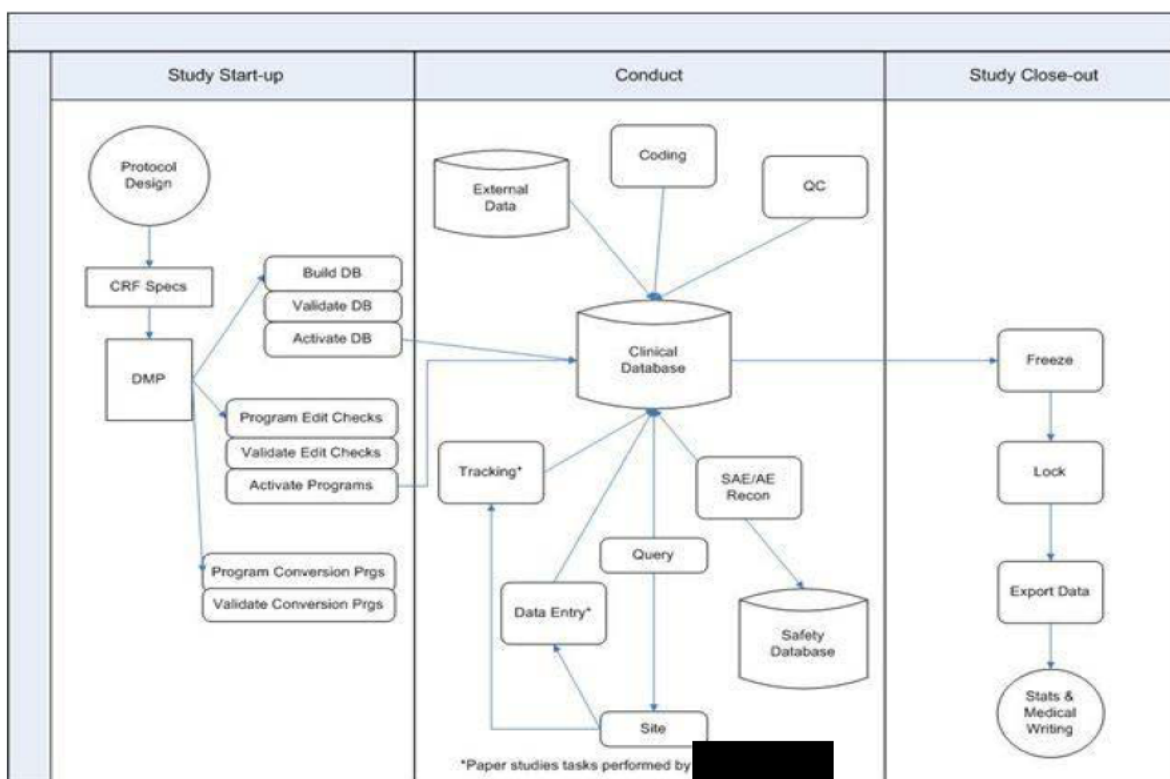 Study Start-up
Conduct
Study Close-out
Protocol
Design
CRF Specs
DMP
Build DB
Validate DB
Activate DB
Program Edit Checks
Validate Edit Checks
Activate Programs
Program Conversion Prgs
Validate Conversion Prgs
External
Data
Coding
QC
Clinical
Database
Tracking*
SAE/AE
Recon
Query
Data Entry*
Safety
Database
Site
*Paper studies tasks performed by
Freeze
Lock
Export Data
Stats &
Medical
Writing